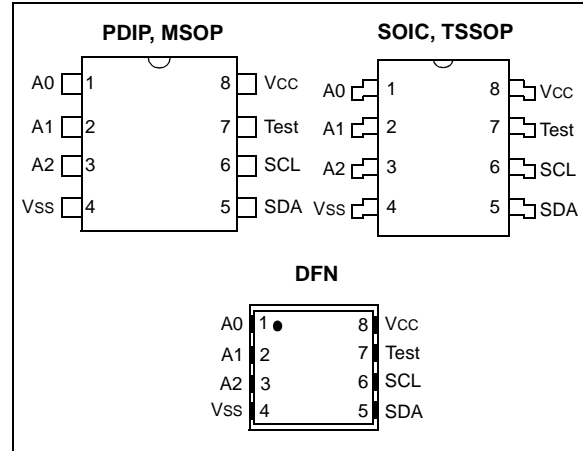 PDIP, MSOP
A0 1 8 VCC
A1 2 7 Test
A2 3 6 SCL
VSS 4 5 SDA
SOIC, TSSOP
A0 1 8 VCC
A1 2 7 Test
A2 3 6 SCL
VSS 4 5 SDA
DFN
A0 1 8 VCC
A1 2 7 Test
A2 3 6 SCL
VSS 4 5 SDA